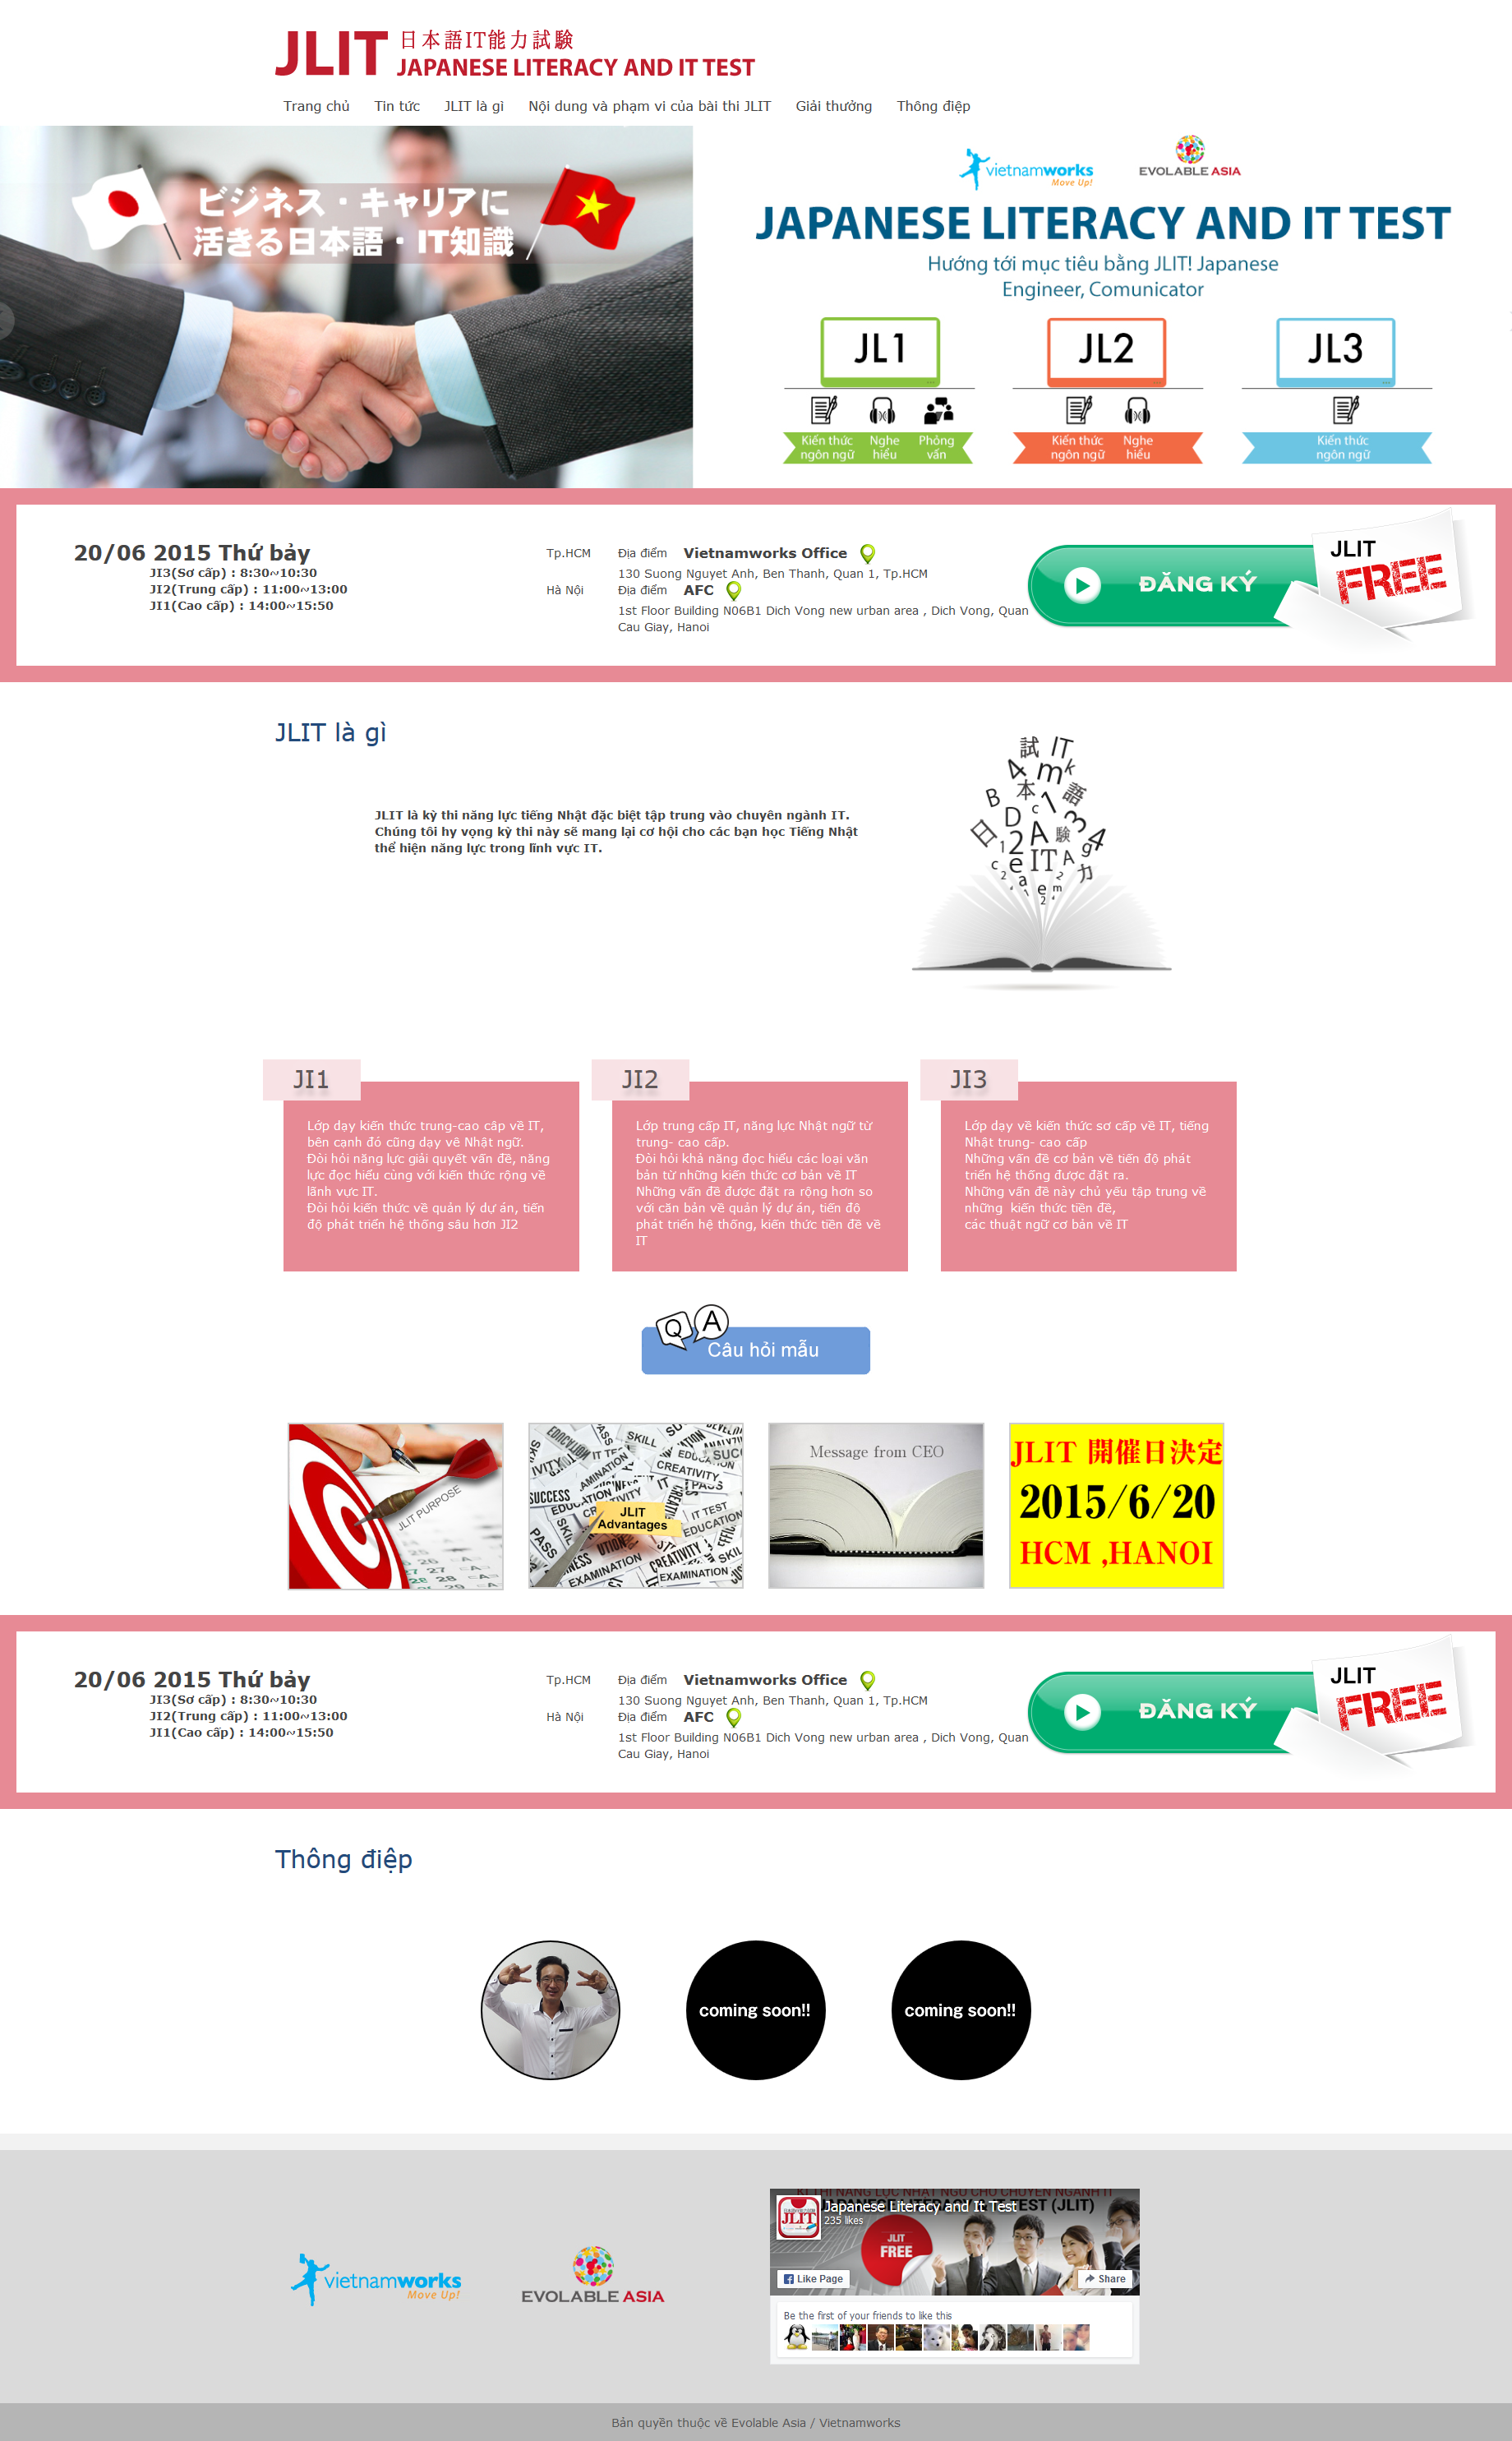 JLIT 日本語IT能力試験
JAPANESE LITERACY AND IT TEST
Trang chủ Tin tức JLIT là gì Nội dung và phạm vi của bài thi JLIT Giải thưởng Thông điệp
ビジネス・キャリアに
活きる日本語・IT知識
vietnamworks
Move Up!
EVOLABLE ASIA
JAPANESE LITERACY AND IT TEST
Hướng tới mục tiêu bằng JLIT! Japanese
Engineer, Comunicator
JL1 JL2 JL3
Kiến thức Nghe Phỏng
ngôn ngữ hiểu vấn
Kiến thức Nghe
ngôn ngữ hiểu
Kiến thức
ngôn ngữ
20/06 2015 Thứ bảy
JI3(Sơ cấp) : 8:30~10:30
JI2(Trung cấp) : 11:00~13:00
JI1(Cao cấp) : 14:00~15:50
Tp.HCM Địa điểm Vietnamworks Office
130 Suong Nguyet Anh, Ben Thanh, Quan 1, Tp.HCM
Hà Nội Địa điểm AFC
1st Floor Building N06B1 Dich Vong new urban area , Dich Vong, Quan
Cau Giay, Hanoi
ĐĂNG KÝ
JLIT
FREE
JLIT là gì
JLIT là kỳ thi năng lực tiếng Nhật đặc biệt tập trung vào chuyên ngành IT.
Chúng tôi hy vọng kỳ thi này sẽ mang lại cơ hội cho các bạn học Tiếng Nhật
thể hiện năng lực trong lĩnh vực IT.
JI1
Lớp dạy kiến thức trung-cao câp về IT,
bên cạnh đó cũng dạy vê Nhật ngữ.
Đòi hỏi năng lực giải quyết vấn đề, năng
lực đọc hiểu cùng với kiến thức rộng về
lãnh vực IT.
Đòi hỏi kiến thức về quản lý dự án, tiến
độ phát triển hệ thống sâu hơn JI2
JI2
Lớp trung cấp IT, năng lực Nhật ngữ từ
trung- cao cấp.
Đòi hỏi khả năng đọc hiểu các loại văn
bản từ những kiến thức cơ bản về IT
Những vấn đề được đặt ra rộng hơn so
với căn bản về quản lý dự án, tiến độ
phát triển hệ thống, kiến thức tiền đề về
IT
JI3
Lớp dạy về kiến thức sơ cấp về IT, tiếng
Nhật trung- cao cấp
Những vấn đề cơ bản về tiến độ phát
triển hệ thống được đặt ra.
Những vấn đề này chủ yếu tập trung về
những kiến thức tiền đề,
các thuật ngữ cơ bản về IT
Q A
Câu hỏi mẫu
JLIT PURPOSE
JLIT
Advantages
Message from CEO
JLIT 開催日決定
2015/6/20
HCM ,HANOI
20/06 2015 Thứ bảy
JI3(Sơ cấp) : 8:30~10:30
JI2(Trung cấp) : 11:00~13:00
JI1(Cao cấp) : 14:00~15:50
Tp.HCM Địa điểm Vietnamworks Office
130 Suong Nguyet Anh, Ben Thanh, Quan 1, Tp.HCM
Hà Nội Địa điểm AFC
1st Floor Building N06B1 Dich Vong new urban area , Dich Vong, Quan
Cau Giay, Hanoi
ĐĂNG KÝ
JLIT
FREE
Thông điệp
coming soon!!
coming soon!!
vietnamworks
Move Up!
EVOLABLE ASIA
JLIT
Japanese Literacy and It Test
235 likes
JLIT
FREE
Like Page
Share
Be the first of your friends to like this
Bản quyền thuộc về Evolable Asia / Vietnamworks